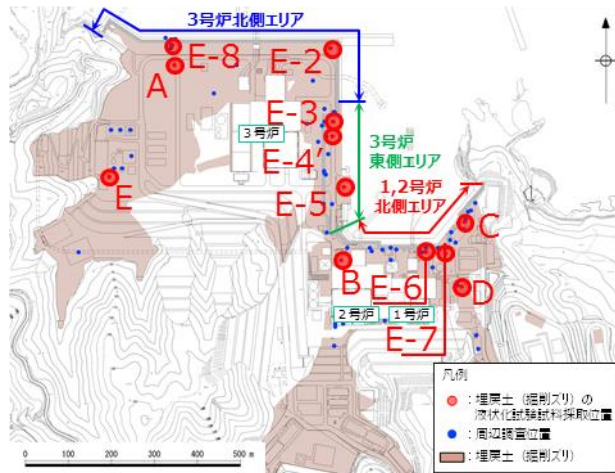 3号炉北側エリア
E-8
E-2
A
E-3
3号炉
3号炉
東側エリア
E-4’
1,2号炉
北側エリア
E
E-5
C
B
E-6
D
2号炉
1号炉
E-7
凡例
：埋戻土（掘削ズリ）の
液状化試験試料採取位置
：周辺調査位置
：埋戻土（掘削ズリ）
0 100 200 300 400 500 m